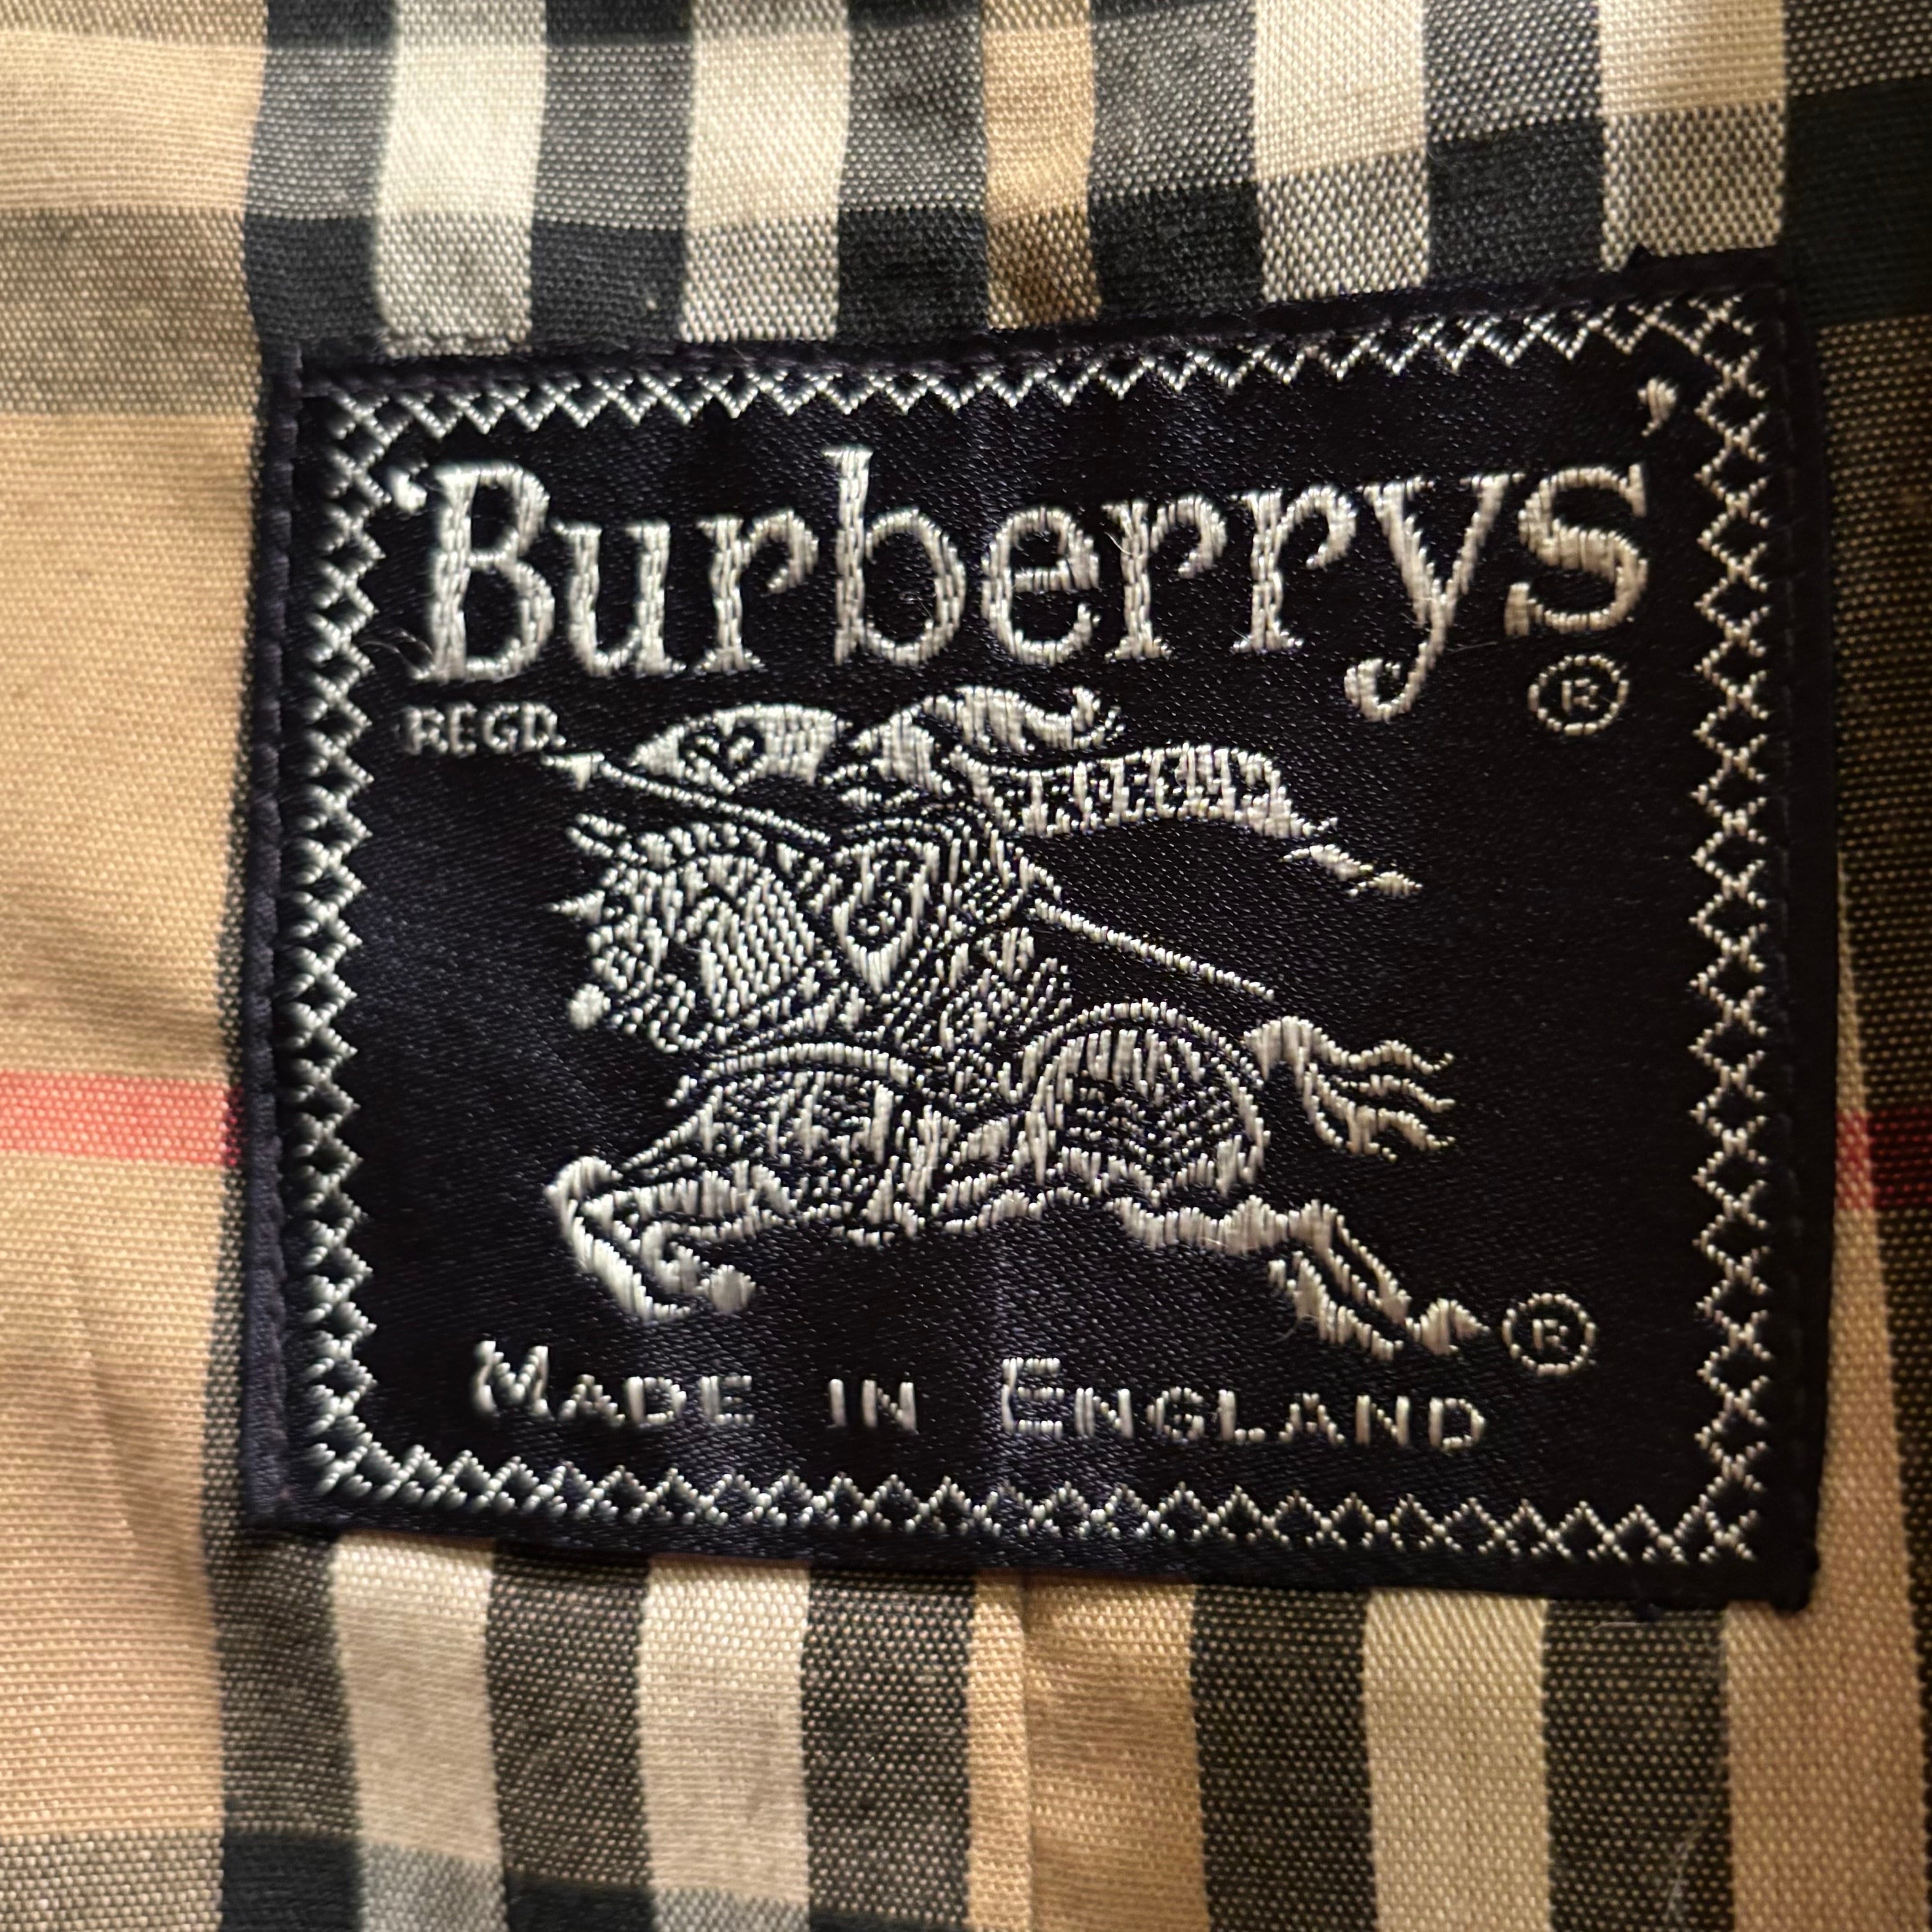 ‘Burberrys’
®
REGD.
®
MADE IN ENGLAND